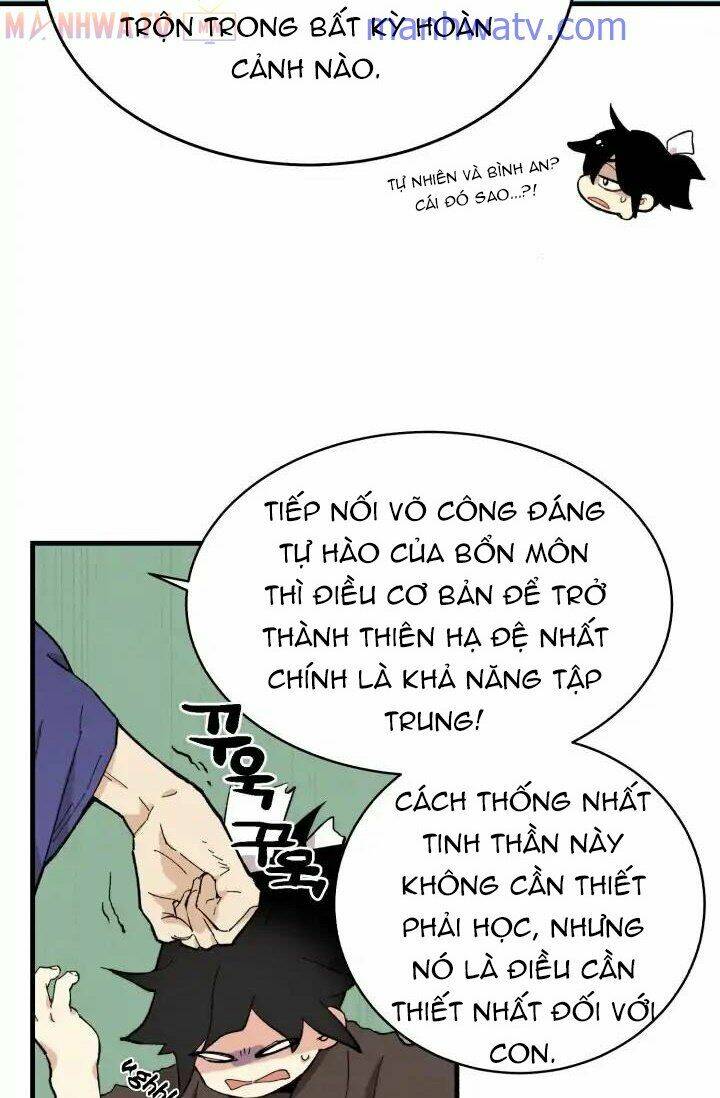 MANHWATV
manhwatv.com
TRỘN TRONG BẤT KỲ HOÀN
CẢNH NÀO.
TỰ NHIÊN VÀ BÌNH AN?
CÁI ĐÓ SAO...?!
TIẾP NỐI VÕ CÔNG ĐÁNG
TỰ HÀO CỦA BỔN MÔN
THÌ ĐIỀU CƠ BẢN ĐỂ TRỞ
THÀNH THIÊN HẠ ĐỆ NHẤT
CHÍNH LÀ KHẢ NĂNG TẬP
TRUNG!
꾸욱
꾸욱
CÁCH THỐNG NHẤT
TINH THẦN NÀY
KHÔNG CẦN THIẾT
PHẢI HỌC, NHƯNG
NÓ LÀ ĐIỀU CẦN
THIẾT NHẤT ĐỐI VỚI
CON.